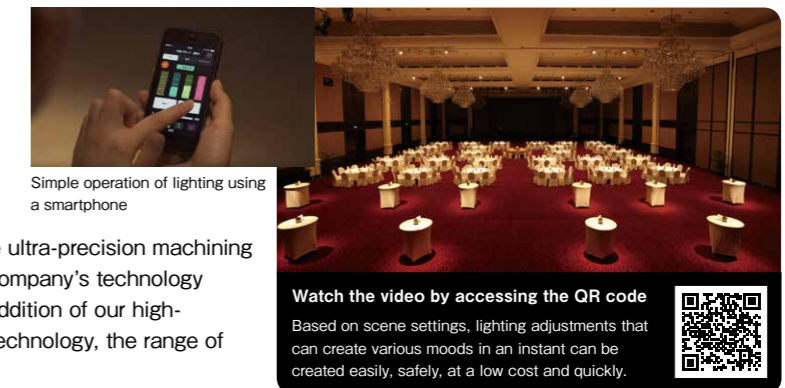 Simple operation of lighting using
a smartphone
ultra-precision machining
ompany's technology
ddition of our high-
echnology, the range of
Watch the video by accessing the QR code
Based on scene settings, lighting adjustments that
can create various moods in an instant can be
created easily, safely, at a low cost and quickly.